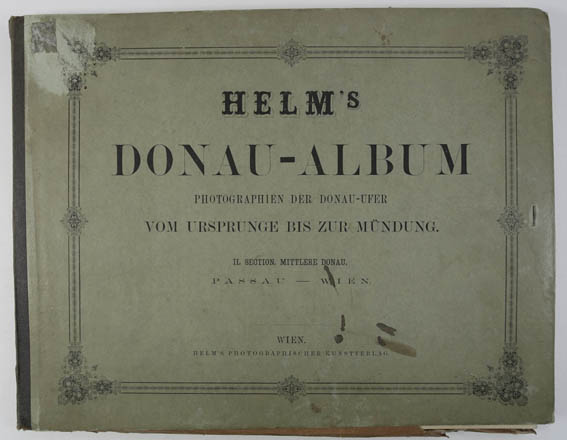 HELM's
DONAU-ALBUM
PHOTOGRAPHIEN DER DONAU-UFER
VOM URSPRUNGE BIS ZUR MÜNDUNG.
II. SECTION. MITTLERE DONAU.
PASSAU — WIEN.
WIEN.
HELM'S PHOTOGRAPHISCHER KUNSTVERLAG